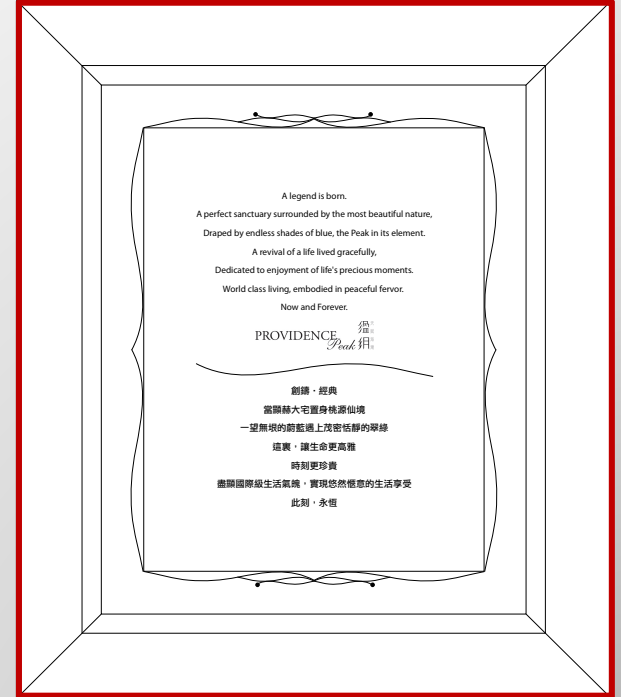 A legend is born.
A perfect sanctuary surrounded by the most beautiful nature,
Draped by endless shades of blue, the Peak in its element.
A revival of a life lived gracefully,
Dedicated to enjoyment of life's precious moments.
World class living, embodied in peaceful fervor.
Now and Forever.
PROVIDENCE
Peak
創鑄・經典
當顯赫大宅置身桃源仙境
一望無垠的蔚藍遇上茂密恬靜的翠綠
這裏，讓生命更高雅
時刻更珍貴
盡顯國際級生活氣魄，實現悠然愜意的生活享受
此刻，永恆